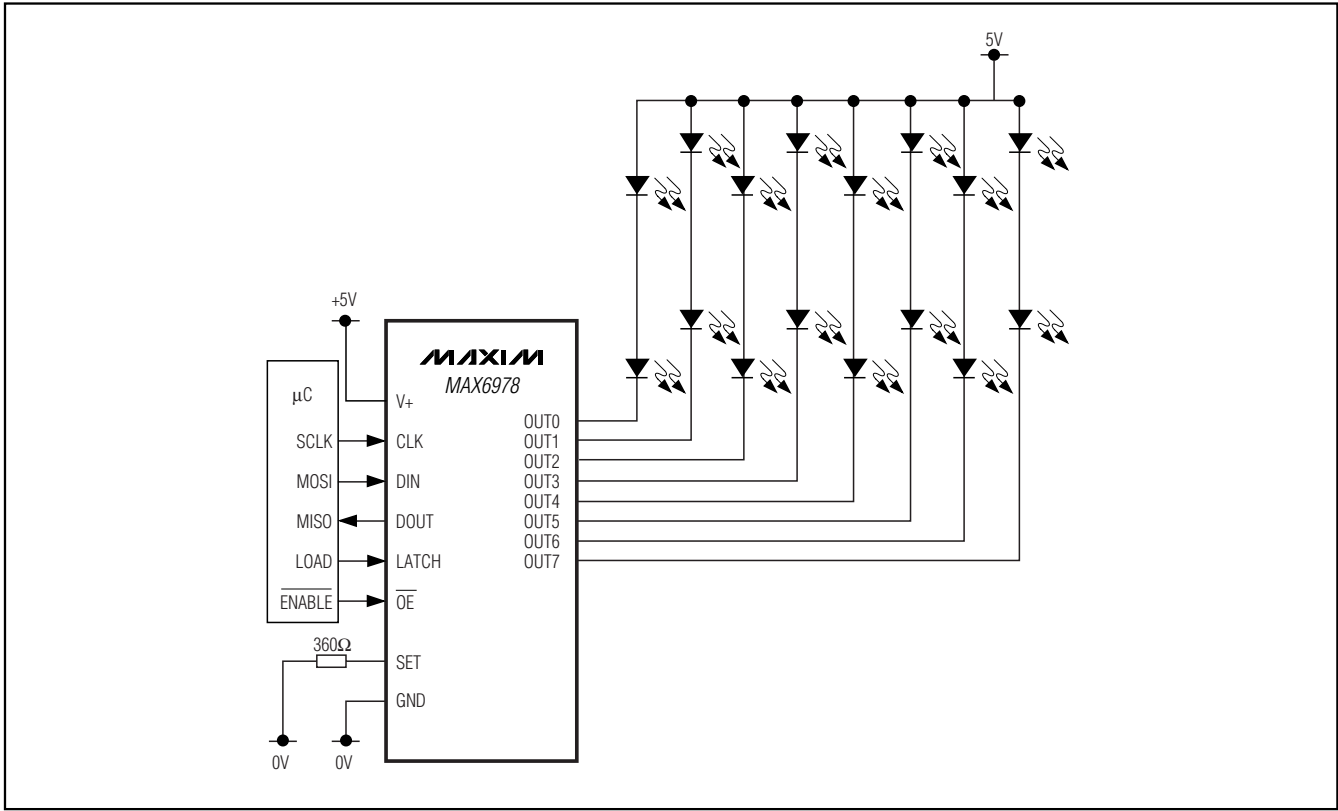 5V
+5V
MAXIM
MAX6978
µC
V+
SCLK
CLK
MOSI
DIN
MISO
DOUT
LOAD
LATCH
ENABLE
OE
360Ω
SET
GND
0V
0V
OUT0
OUT1
OUT2
OUT3
OUT4
OUT5
OUT6
OUT7